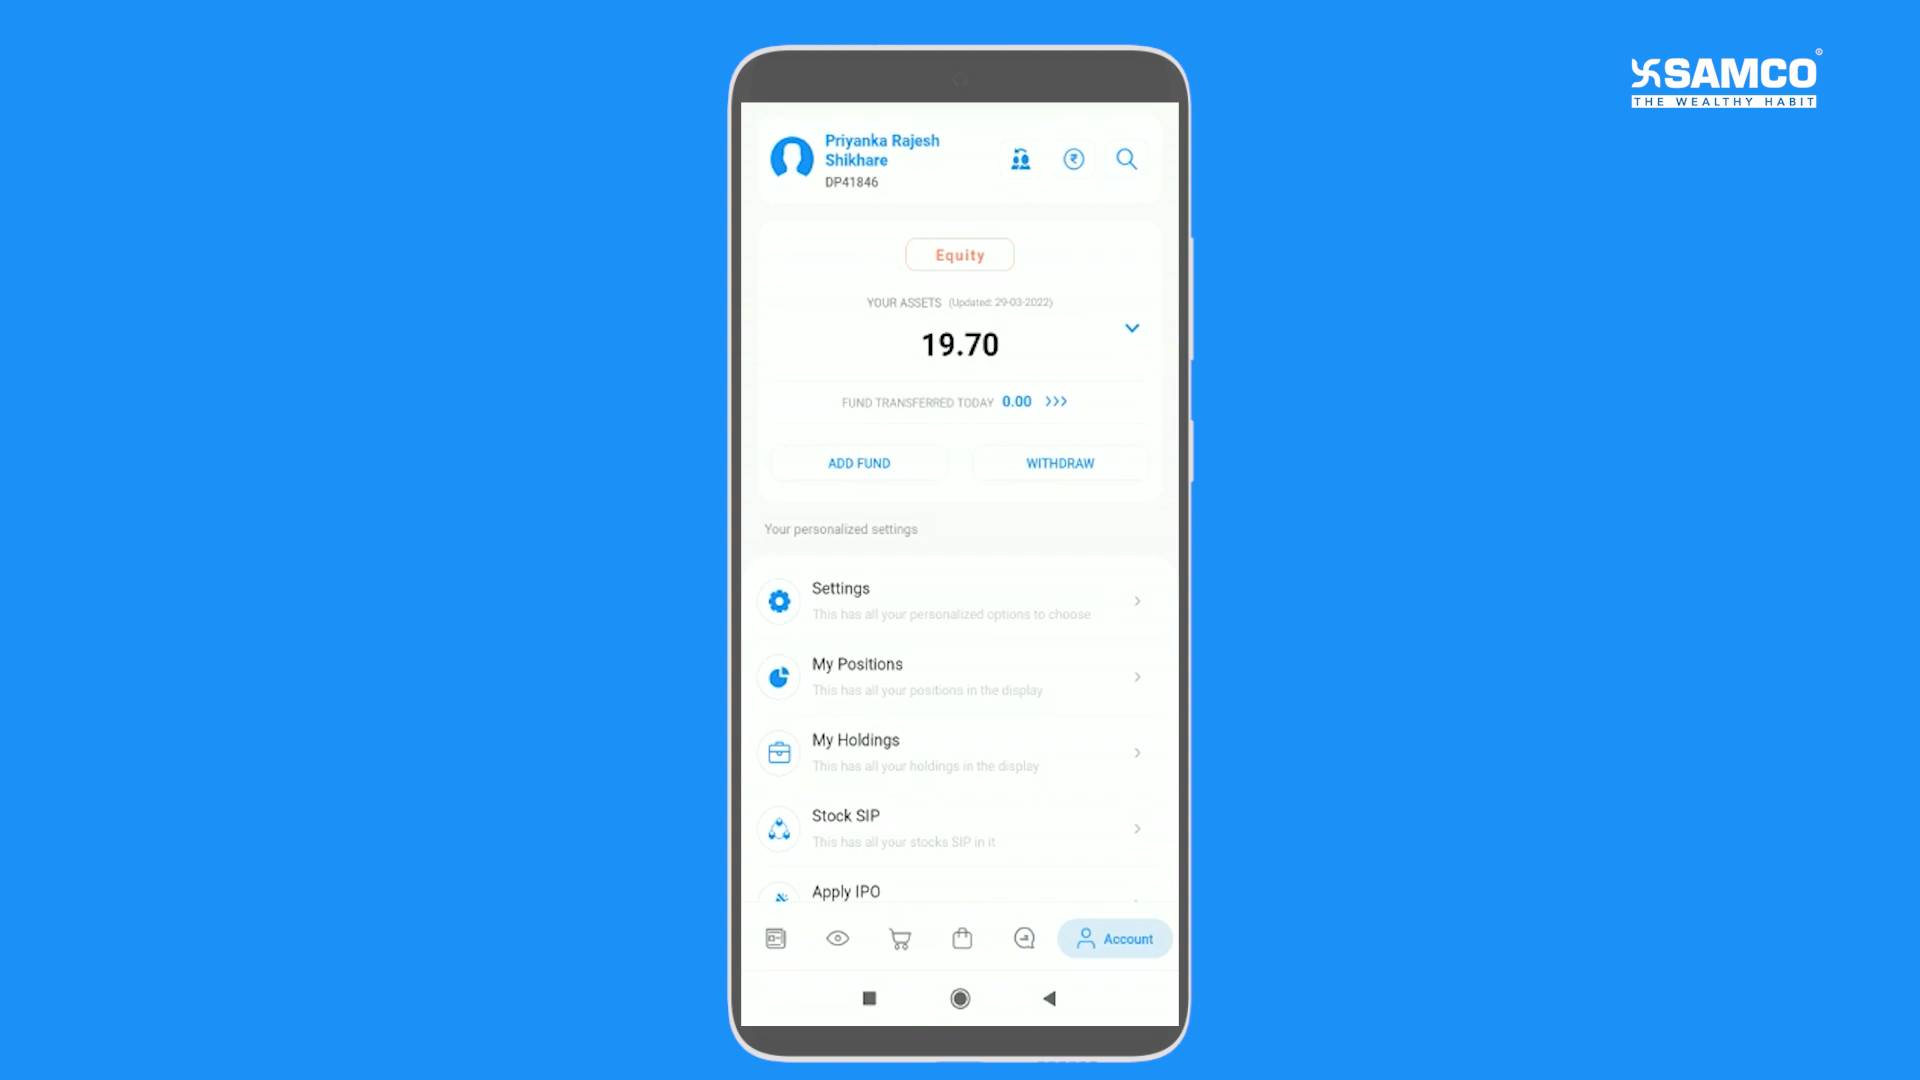 SAMCO®
THE WEALTHY HABIT
Priyanka Rajesh
Shikhare
DP41846
Equity
YOUR ASSETS (Updated: 29-03-2022)
19.70
FUND TRANSFERRED TODAY 0.00 >>>
ADD FUND
WITHDRAW
Your personalized settings
Settings
This has all your personalized options to choose
My Positions
This has all your positions in the display
My Holdings
This has all your holdings in the display
Stock SIP
This has all your stocks SIP in it
Apply IPO
Account